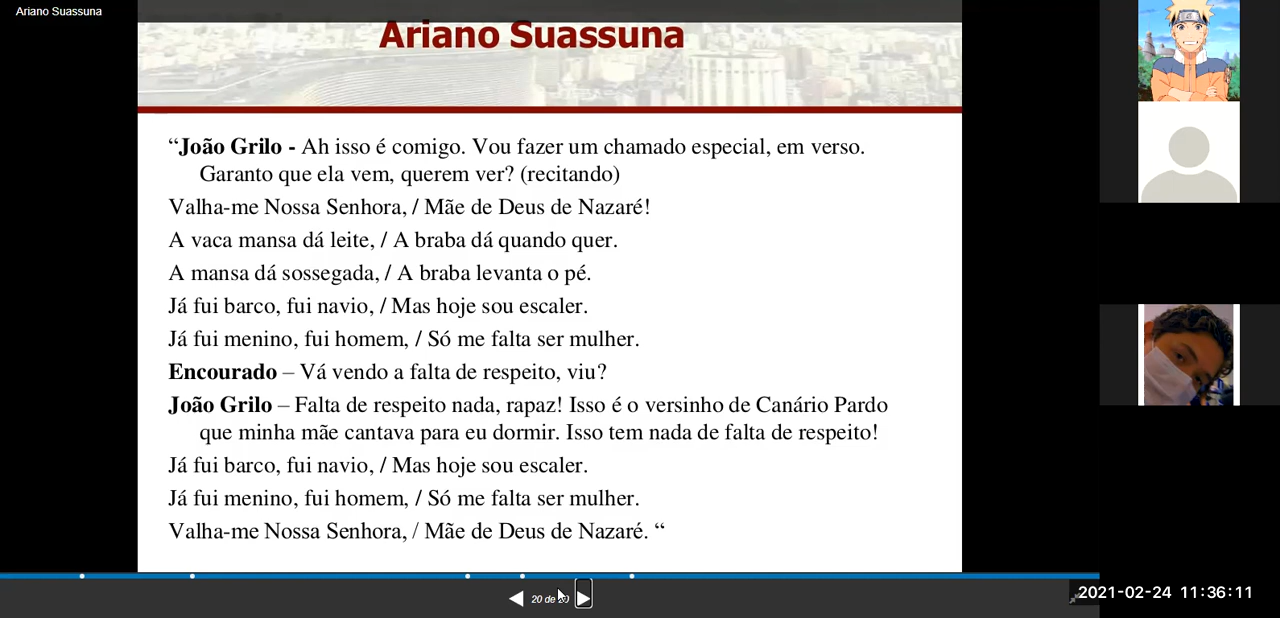 Ariano Suassuna
Ariano Suassuna
“João Grilo - Ah isso é comigo. Vou fazer um chamado especial, em verso.
Garanto que ela vem, querem ver? (recitando)
Valha-me Nossa Senhora, / Mãe de Deus de Nazaré!
A vaca mansa dá leite, / A braba dá quando quer.
A mansa dá sossegada, / A braba levanta o pé.
Já fui barco, fui navio, / Mas hoje sou escaler.
Já fui menino, fui homem, / Só me falta ser mulher.
Encourado – Vá vendo a falta de respeito, viu?
João Grilo – Falta de respeito nada, rapaz! Isso é o versinho de Canário Pardo
que minha mãe cantava para eu dormir. Isso tem nada de falta de respeito!
Já fui barco, fui navio, / Mas hoje sou escaler.
Já fui menino, fui homem, / Só me falta ser mulher.
Valha-me Nossa Senhora, / Mãe de Deus de Nazaré. “
20 de
2021-02-24 11:36:11